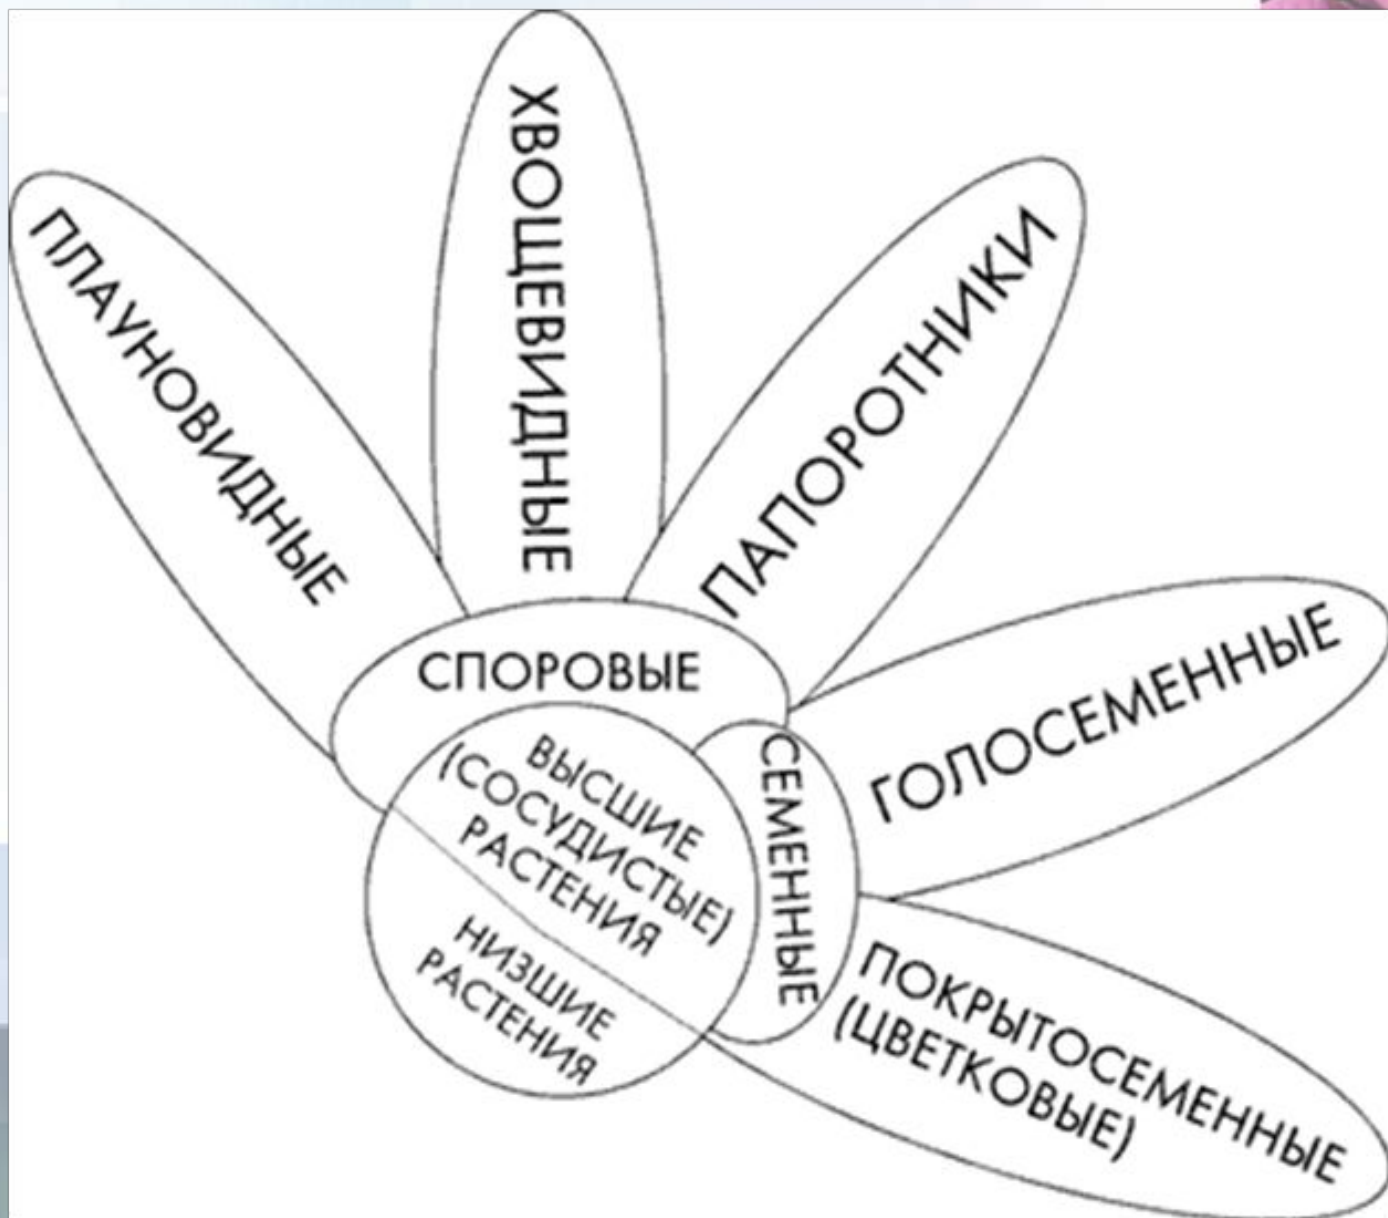 ПЛАУНОВИДНЫЕ
ХВОЩЕВИДНЫЕ
ПАПОРОТНИКИ
ГОЛОСЕМЕННЫЕ
ПОКРЫТОСЕМЕННЫЕ
(ЦВЕТКОВЫЕ)
СПОРОВЫЕ
СЕМЕННЫЕ
ВЫСШИЕ
(СОСУДИСТЫЕ)
РАСТЕНИЯ
НИЗШИЕ
РАСТЕНИЯ